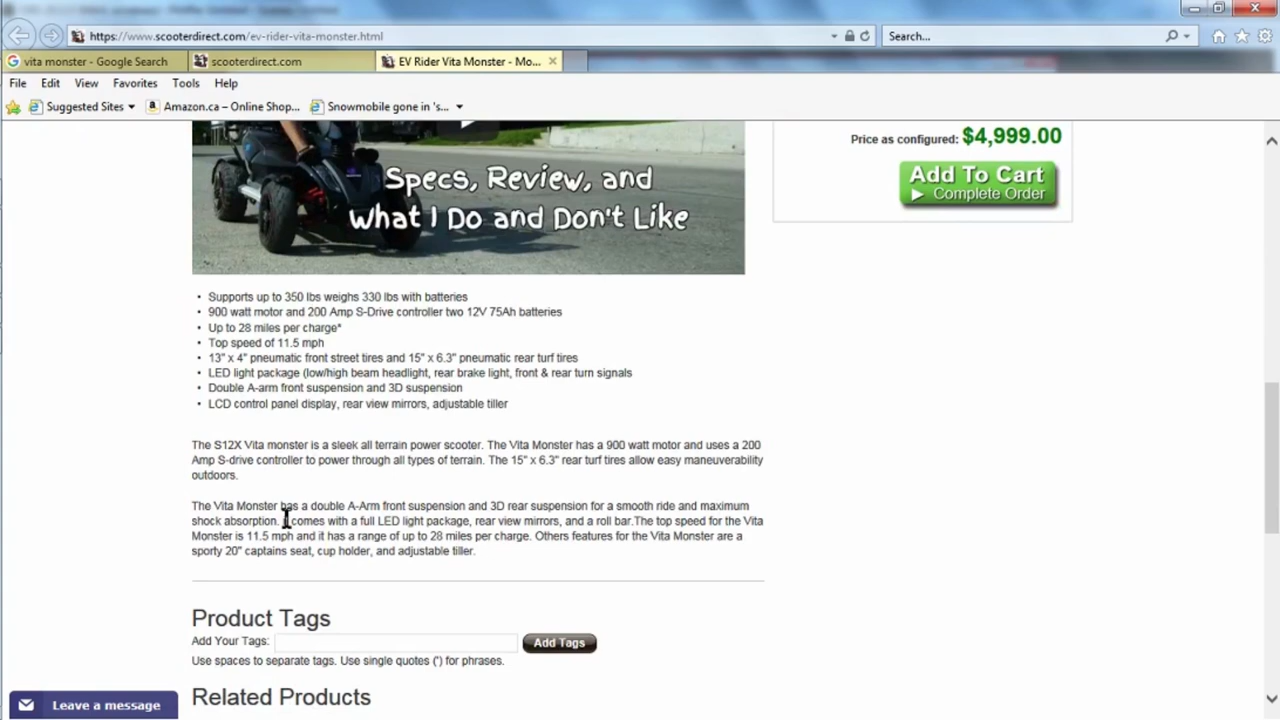 https://www.scooterdirect.com/ev-rider-vita-monster.html
Search...
vita monster - Google Search
scooterdirect.com
EV Rider Vita Monster - Mo...
File Edit View Favorites Tools Help
Suggested Sites
Amazon.ca – Online Shop...
Snowmobile gone in 's...
Price as configured: $4,999.00
Add To Cart
Complete Order
Specs, Review, and
What I Do and Don't Like
• Supports up to 350 lbs weighs 330 lbs with batteries
• 900 watt motor and 200 Amp S-Drive controller two 12V 75Ah batteries
• Up to 28 miles per charge*
• Top speed of 11.5 mph
• 13" x 4" pneumatic front street tires and 15" x 6.3" pneumatic rear turf tires
• LED light package (low/high beam headlight, rear brake light, front & rear turn signals
• Double A-arm front suspension and 3D suspension
• LCD control panel display, rear view mirrors, adjustable tiller
The S12X Vita monster is a sleek all terrain power scooter. The Vita Monster has a 900 watt motor and uses a 200
Amp S-drive controller to power through all types of terrain. The 15" x 6.3" rear turf tires allow easy maneuverability
outdoors.
The Vita Monster has a double A-Arm front suspension and 3D rear suspension for a smooth ride and maximum
shock absorption. comes with a full LED light package, rear view mirrors, and a roll bar.The top speed for the Vita
Monster is 11.5 mph and it has a range of up to 28 miles per charge. Others features for the Vita Monster are a
sporty 20" captains seat, cup holder, and adjustable tiller.
Product Tags
Add Your Tags:
Add Tags
Use spaces to separate tags. Use single quotes (') for phrases.
Related Products
Leave a message